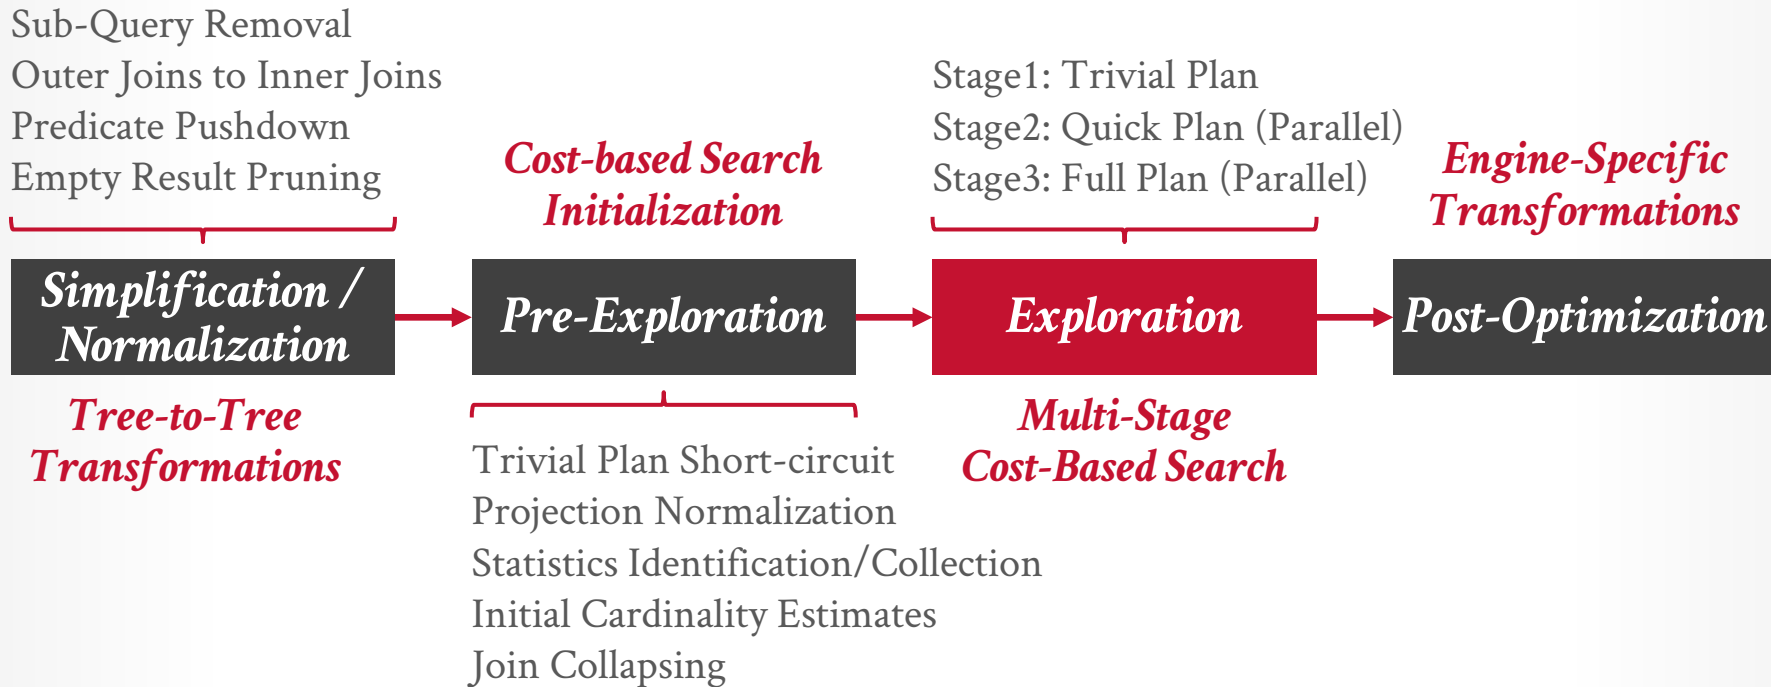 Sub-Query Removal
Outer Joins to Inner Joins
Predicate Pushdown
Empty Result Pruning
Simplification /
Normalization
Tree-to-Tree
Transformations
Cost-based Search
Initialization
Pre-Exploration
Trivial Plan Short-circuit
Projection Normalization
Statistics Identification/Collection
Initial Cardinality Estimates
Join Collapsing
Stage1: Trivial Plan
Stage2: Quick Plan (Parallel)
Stage3: Full Plan (Parallel)
Exploration
Multi-Stage
Cost-Based Search
Engine-Specific
Transformations
Post-Optimization